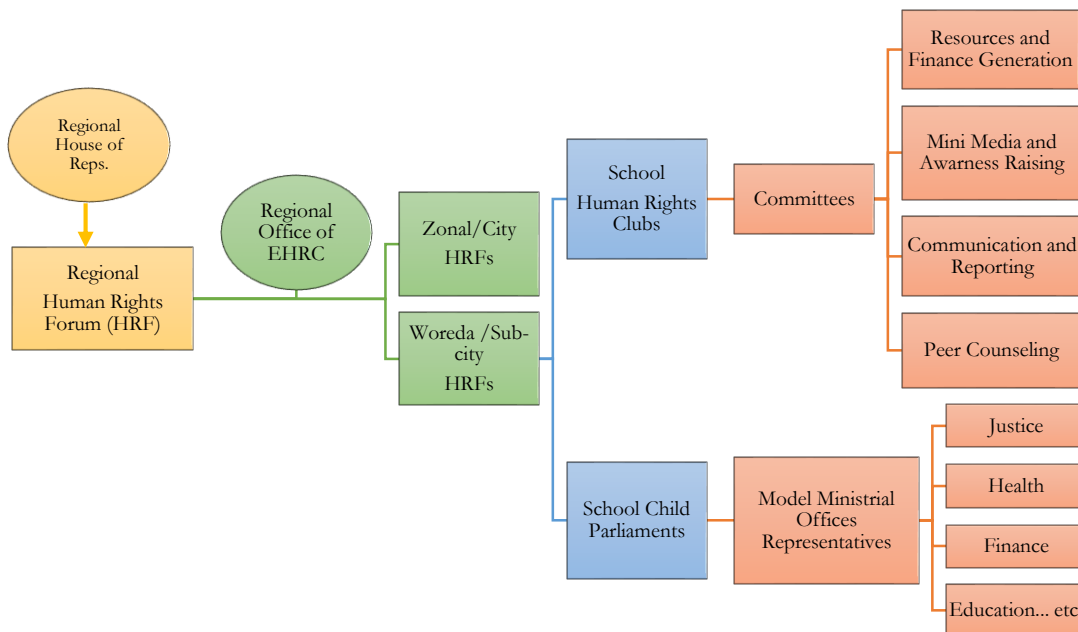 Regional
House of
Reps.
Regional
Human Rights
Forum (HRF)
Regional
Office of
EHRC
Zonal/City
HRFs
Woreda /Sub-
city
HRFs
School
Human Rights
Clubs
School Child
Parliaments
Committees
Model Ministrial
Offices
Representatives
Resources and
Finance Generation
Mini Media and
Awarness Raising
Communication and
Reporting
Peer Counseling
Justice
Health
Finance
Education... etc